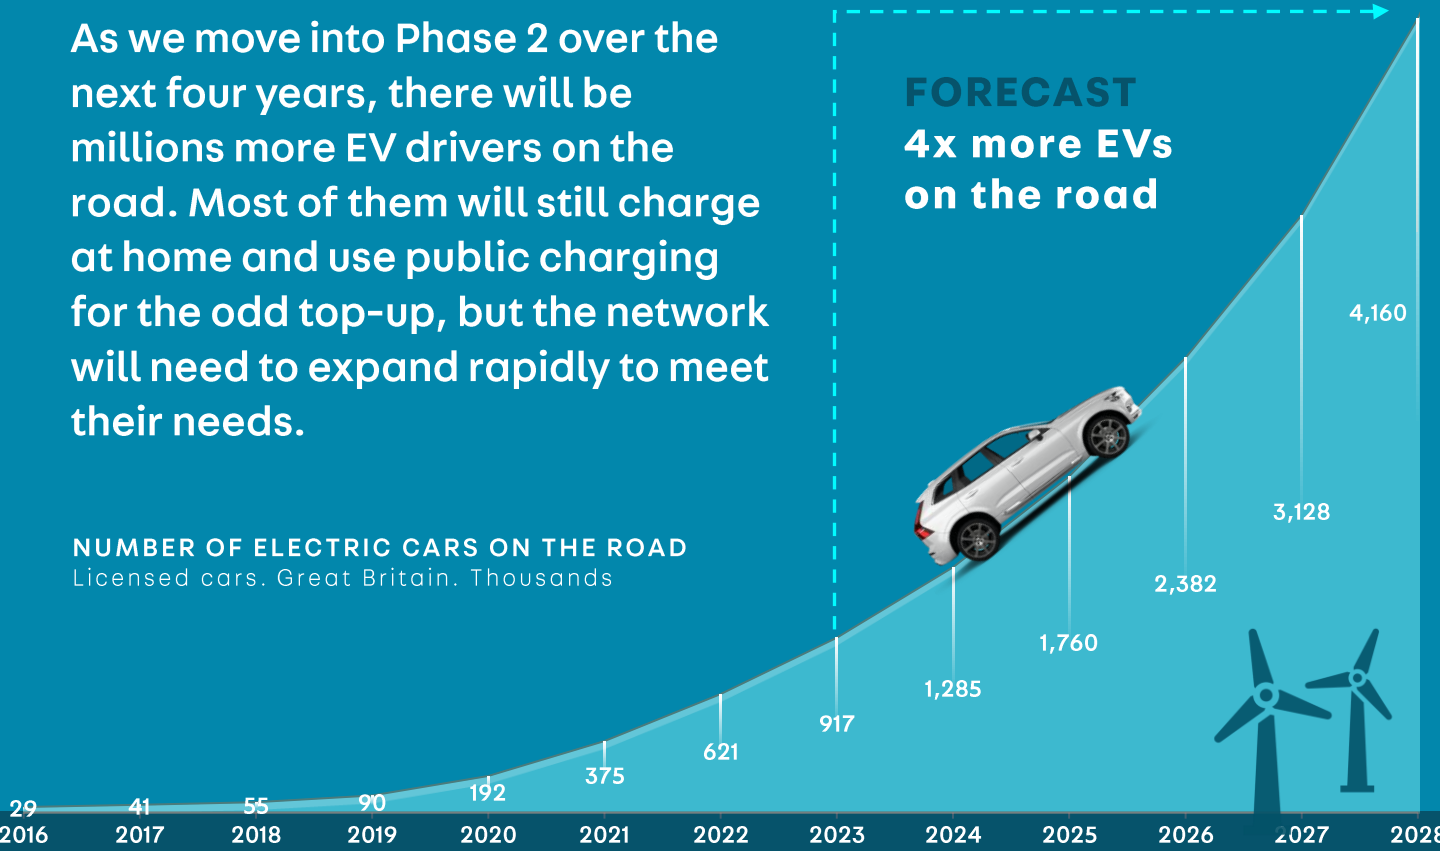 As we move into Phase 2 over the
next four years, there will be
millions more EV drivers on the
road. Most of them will still charge
at home and use public charging
for the odd top-up, but the network
will need to expand rapidly to meet
their needs.
FORECAST
4x more EVs
on the road
NUMBER OF ELECTRIC CARS ON THE ROAD
Licensed cars. Great Britain. Thousands
29
41
55
90
192
375
621
917
1,285
1,760
2,382
3,128
4,160
2016 2017 2018 2019 2020 2021 2022 2023 2024 2025 2026 2027 2028